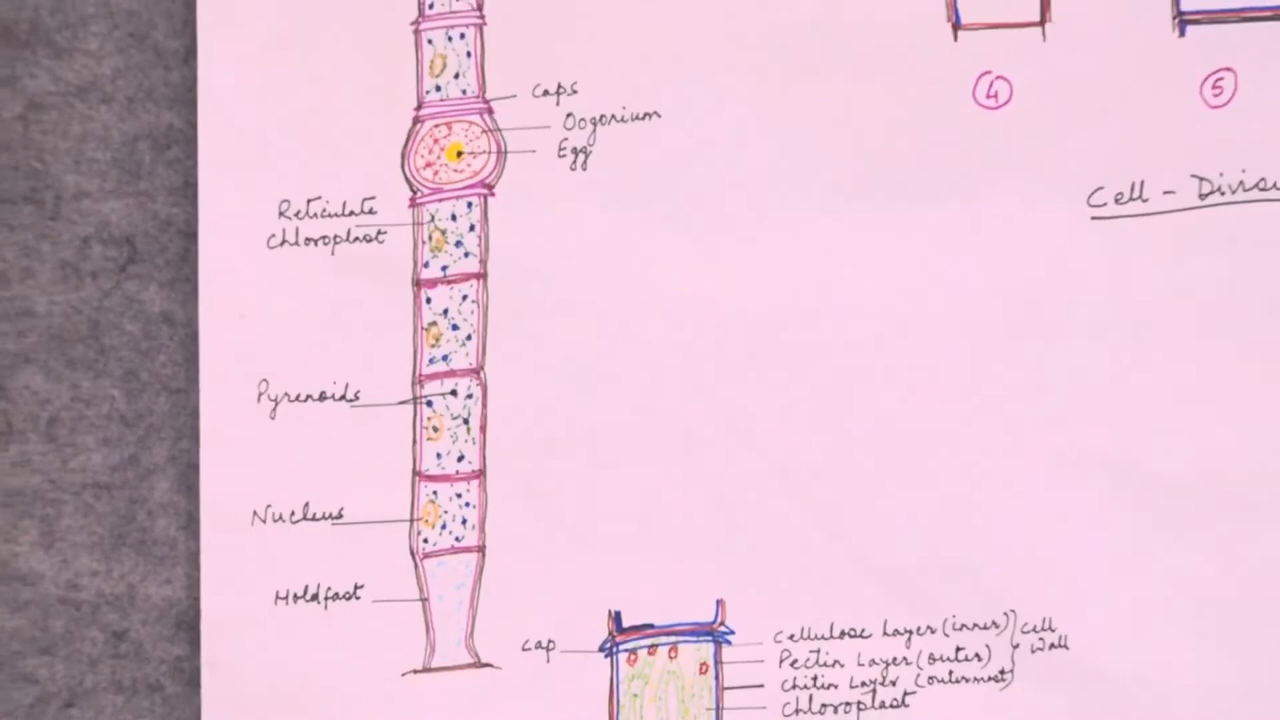 ④
⑤
caps
Oogonium
Egg
Cell - Divisi
Reticulate
chloroplast
Pyrenoids
Nucleus
Holdfast
cap
Cellulose Layer (inner)
Pectin Layer (outer)
Chitin Layer (outermost)
Cell
Wall
Chloroplast